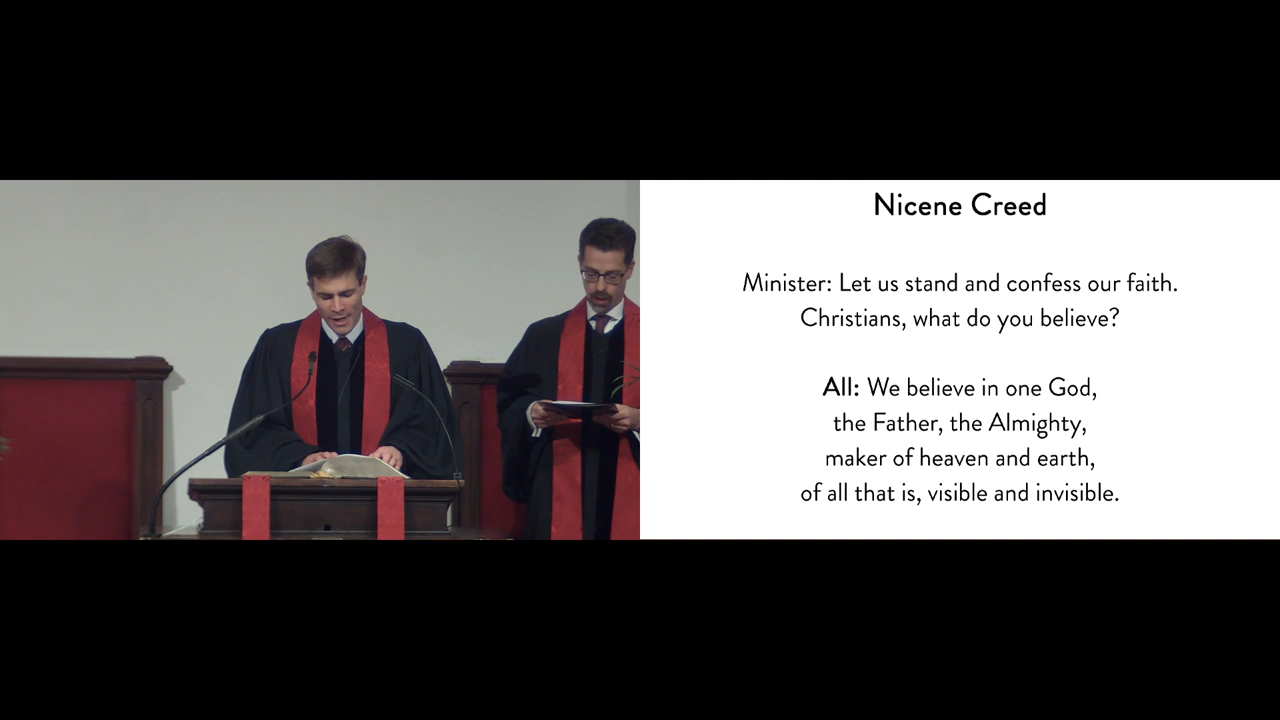 Nicene Creed
Minister: Let us stand and confess our faith.
Christians, what do you believe?
All: We believe in one God,
the Father, the Almighty,
maker of heaven and earth,
of all that is, visible and invisible.